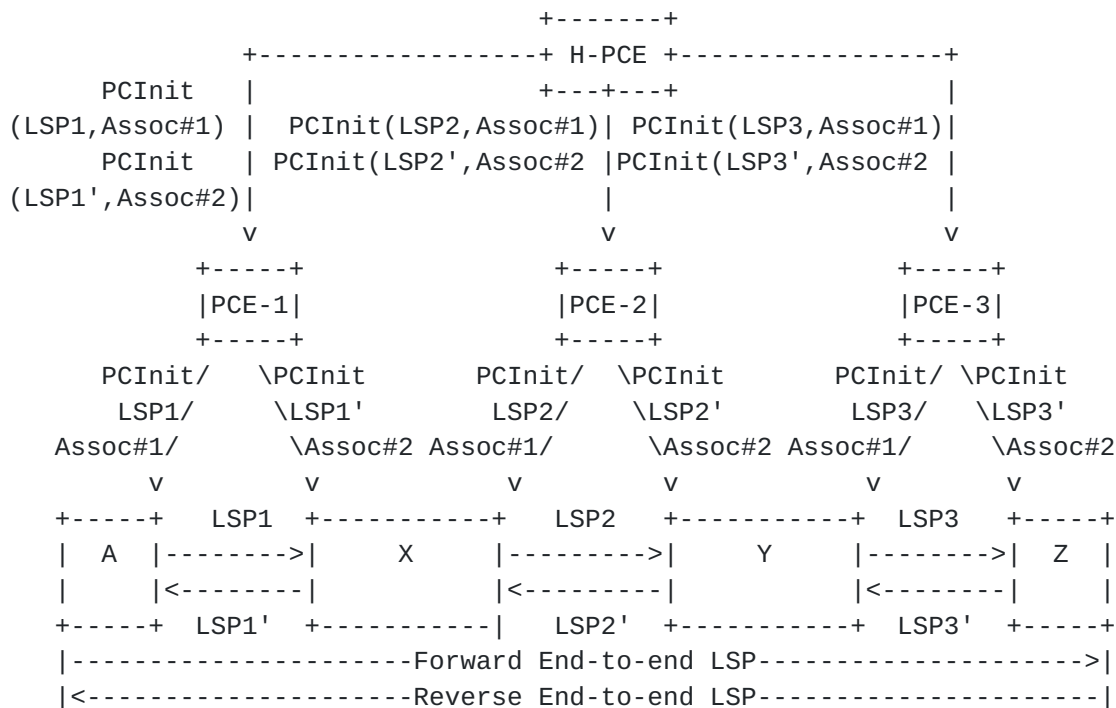 +-------+
               +------------------+ H-PCE +-----------------+
      PCInit   |                  +---+---+                 |
(LSP1,Assoc#1) |  PCInit(LSP2,Assoc#1)| PCInit(LSP3,Assoc#1)|
      PCInit   | PCInit(LSP2',Assoc#2 |PCInit(LSP3',Assoc#2 |
(LSP1',Assoc#2)|                      |                     |
               v                      v                     v
            +-----+                +-----+               +-----+
            |PCE-1|                |PCE-2|               |PCE-3|
            +-----+                +-----+               +-----+
      PCInit/   \PCInit       PCInit/  \PCInit       PCInit/ \PCInit
       LSP1/     \LSP1'        LSP2/    \LSP2'        LSP3/   \LSP3'
   Assoc#1/       \Assoc#2 Assoc#1/      \Assoc#2 Assoc#1/     \Assoc#2
         v         v            v         v            v        v
   +-----+   LSP1  +-----------+   LSP2   +-----------+  LSP3   +-----+
   |  A  |-------->|     X     |--------->|     Y     |-------->|  Z  |
   |     |<--------|           |<---------|           |<--------|     |
   +-----+  LSP1'  +-----------|   LSP2'  +-----------+  LSP3'  +-----+
   |----------------------Forward End-to-end LSP--------------------->|
   |<---------------------Reverse End-to-end LSP----------------------|